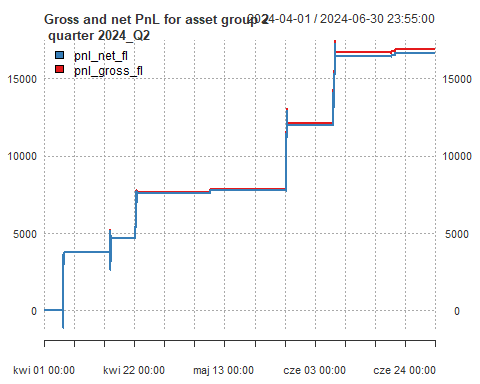 Gross and net PnL for asset group 2
quarter 2024_Q2
2024-04-01 / 2024-06-30 23:55:00
pnl_net_fl
pnl_gross_fl
15000
15000
10000
10000
5000
5000
0
0
kwi 01 00:00
kwi 22 00:00
maj 13 00:00
cze 03 00:00
cze 24 00:00